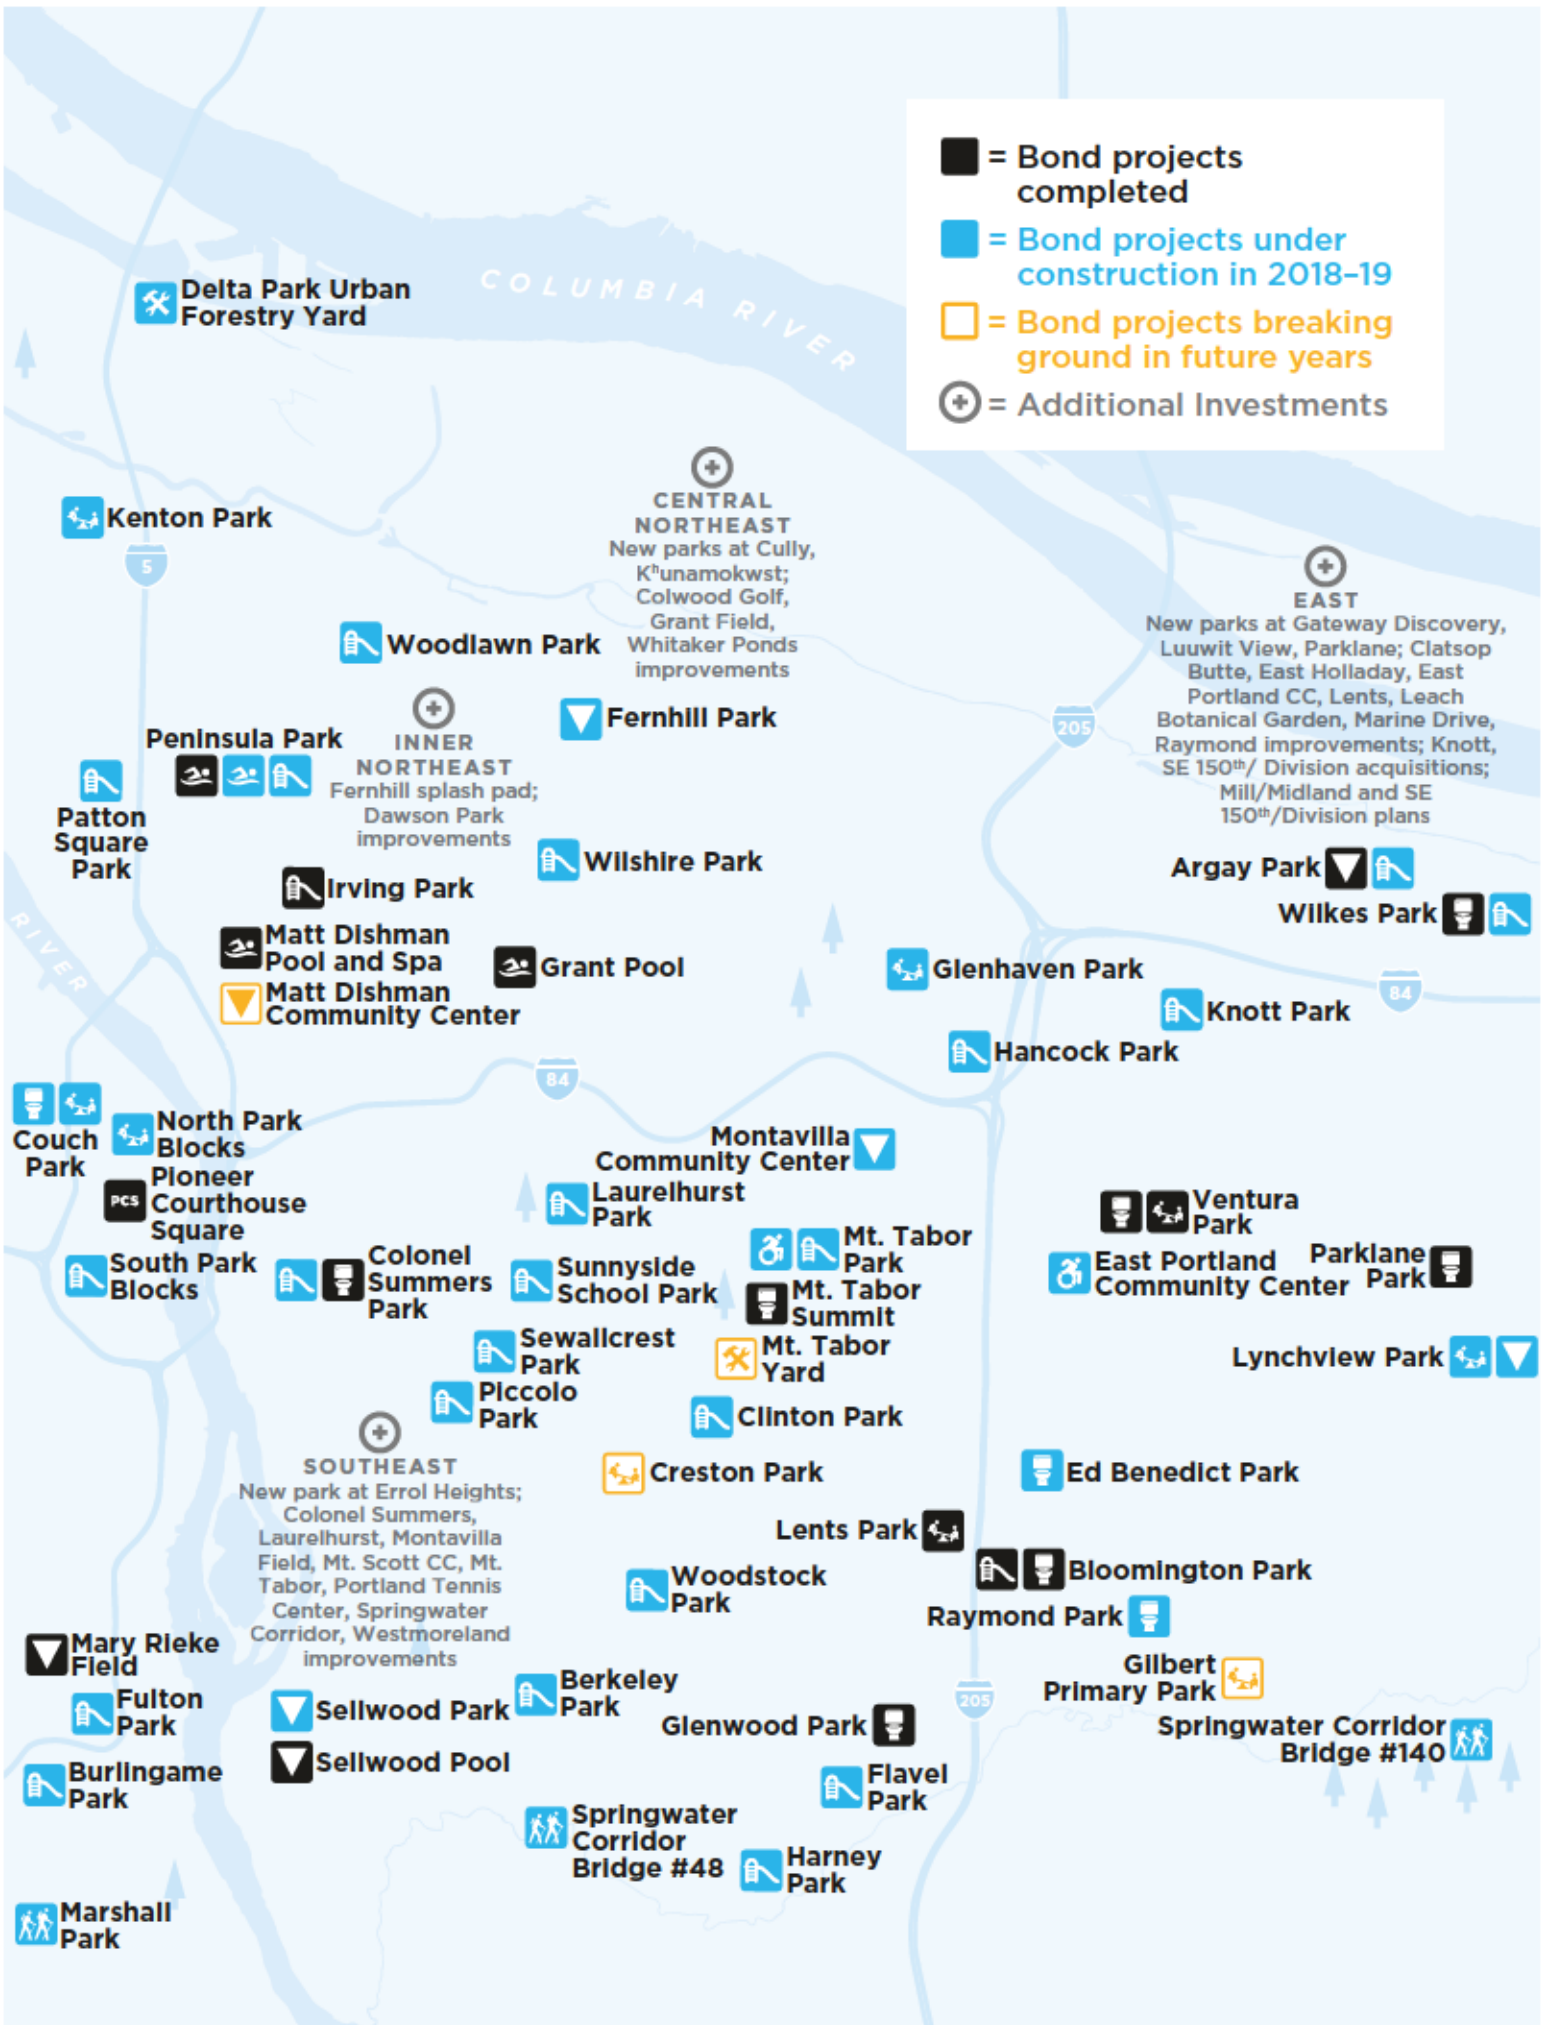 = Bond projects
completed
= Bond projects under
construction in 2018–19
= Bond projects breaking
ground in future years
= Additional Investments
COLUMBIA RIVER
Delta Park Urban
Forestry Yard
Kenton Park
5
CENTRAL
NORTHEAST
New parks at Cully,
Kʰunamokwst;
Colwood Golf,
Grant Field,
Whitaker Ponds
improvements
EAST
New parks at Gateway Discovery,
Luuwit View, Parklane; Clatsop
Butte, East Holladay, East
Portland CC, Lents, Leach
Botanical Garden, Marine Drive,
Raymond improvements; Knott,
SE 150ᵗʰ/ Division acquisitions;
Mill/Midland and SE
150ᵗʰ/Division plans
Woodlawn Park
Fernhill Park
205
Peninsula Park
INNER
NORTHEAST
Fernhill splash pad;
Dawson Park
improvements
Patton
Square
Park
Wilshire Park
Irving Park
Argay Park
Wilkes Park
RIVER
Matt Dishman
Pool and Spa
Grant Pool
Matt Dishman
Community Center
Glenhaven Park
84
Knott Park
Hancock Park
84
Couch
Park
North Park
Blocks
PCS
Pioneer
Courthouse
Square
Montavilla
Community Center
Laurelhurst
Park
Ventura
Park
South Park
Blocks
Colonel
Summers
Park
Sunnyside
School Park
Mt. Tabor
Park
Mt. Tabor
Summit
East Portland
Community Center
Parklane
Park
Sewallcrest
Park
Mt. Tabor
Yard
Lynchview Park
Piccolo
Park
Clinton Park
SOUTHEAST
New park at Errol Heights;
Colonel Summers,
Laurelhurst, Montavilla
Field, Mt. Scott CC, Mt.
Tabor, Portland Tennis
Center, Springwater
Corridor, Westmoreland
improvements
Creston Park
Ed Benedict Park
Lents Park
Bloomington Park
Woodstock
Park
Raymond Park
Mary Rieke
Field
Gilbert
Primary Park
Fulton
Park
Sellwood Park
Berkeley
Park
205
Glenwood Park
Springwater Corridor
Bridge #140
Sellwood Pool
Burlingame
Park
Flavel
Park
Springwater
Corridor
Bridge #48
Harney
Park
Marshall
Park